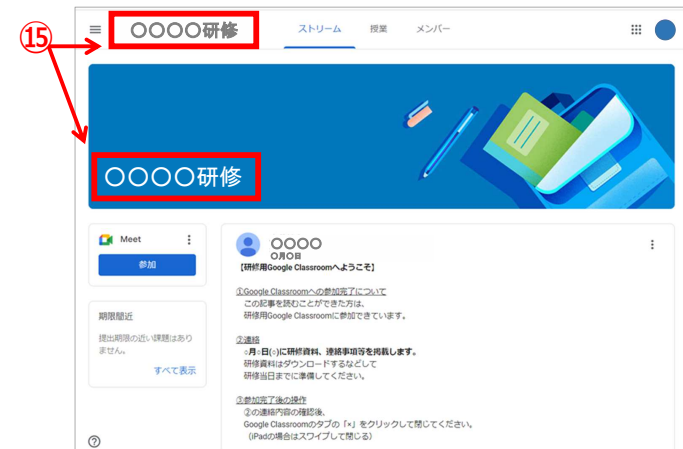 ⑮
〇〇〇〇研修
ストリーム 授業 メンバー
〇〇〇〇研修
Meet
参加
期限間近
提出期限の近い課題はあり
ません。
すべて表示
〇〇〇〇
〇月〇日
【研修用Google Classroomへようこそ】
①Google Classroomへの参加完了について
この記事を読むことができた方は、
研修用Google Classroomに参加できています。
②連絡
○月○日(○)に研修資料、連絡事項等を掲載します。
研修資料はダウンロードするなどして
研修当日までに準備してください。
③参加完了後の操作
②の連絡内容の確認後、
Google Classroomのタブの「×」をクリックして閉じてください。
（iPadの場合はスワイプして閉じる）